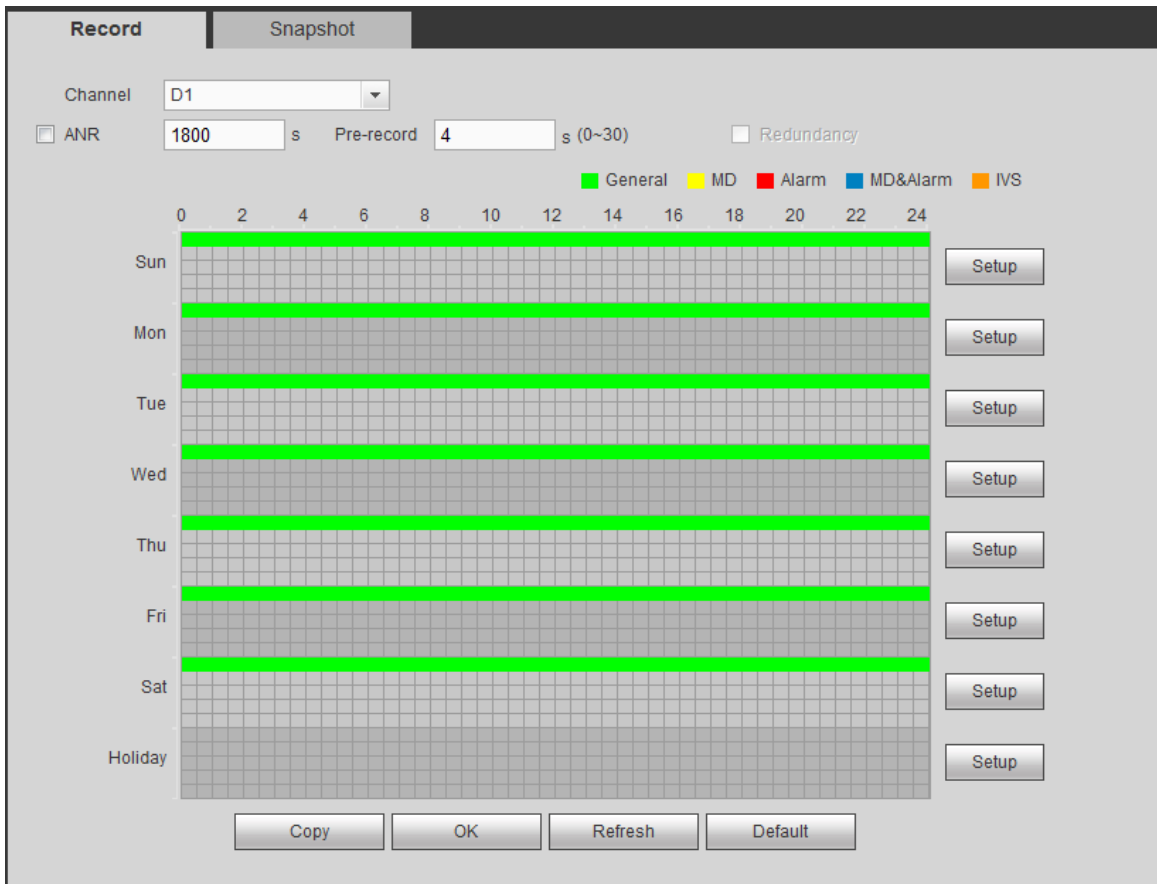 Record Snapshot
Channel D1
ANR 1800 s Pre-record 4 s (0~30) Redundancy
General MD Alarm MD&Alarm IVS
0 2 4 6 8 10 12 14 16 18 20 22 24
Sun Setup
Mon Setup
Tue Setup
Wed Setup
Thu Setup
Fri Setup
Sat Setup
Holiday Setup
Copy OK Refresh Default